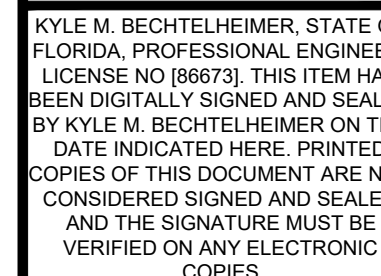 KYLE M. BECHTELHEIMER, STATE
FLORIDA, PROFESSIONAL ENGINEE
LICENSE NO [86673]. THIS ITEM HA
BEEN DIGITALLY SIGNED AND SEAL
BY KYLE M. BECHTELHEIMER ON T
DATE INDICATED HERE. PRINTED
COPIES OF THIS DOCUMENT ARE N
CONSIDERED SIGNED AND SEALE
AND THE SIGNATURE MUST BE
VERIFIED ON ANY ELECTRONIC
COPIES